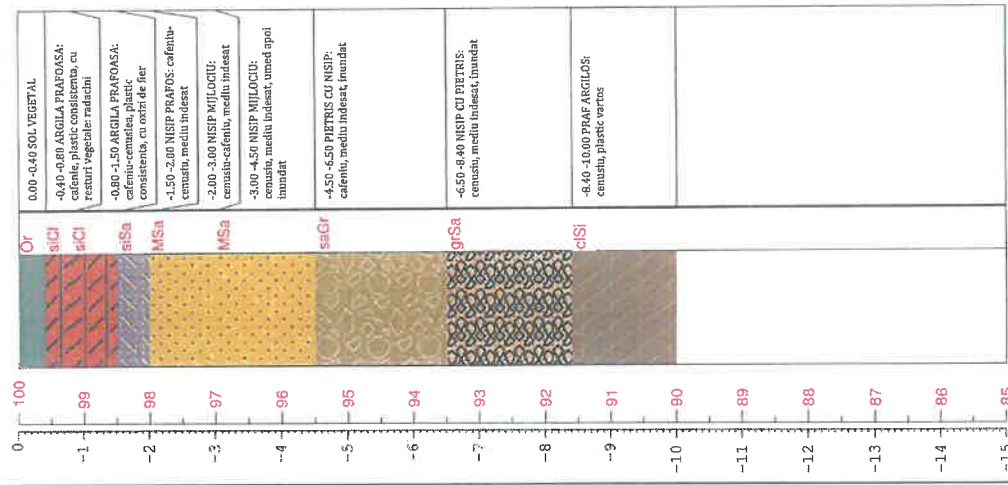 0
-1
-2
-3
-4
-5
-6
-7
-8
-9
-10
-11
-12
-13
-14
-15
100
99
98
97
96
95
94
93
92
91
90
89
88
87
86
85
Or
siCl
siCl
siSa
MSa
MSa
saGr
grSa
clSi
0.00 -0.40 SOL VEGETAL
-0.40 -0.80 ARGILA PRAFOASA:
cafenie, plastic consistenta, cu
resturi vegetale: radacini
-0.80 -1.50 ARGILA PRAFOASA:
cafeniu-cenusiea, plastic
consistenta, cu oxizi de fier
-1.50 -2.00 NISIP PRAFOS: cafeniu-
cenusiu, mediu indesat
-2.00 -3.00 NISIP MIJLOCIU:
cenusiu-cafeniu, mediu indesat
-3.00 -4.50 NISIP MIJLOCIU:
cenusiu, mediu indesat, umed apoi
inundat
-4.50 -6.50 PIETRIS CU NISIP:
cafeniu, mediu indesat, inundat
-6.50 -8.40 NISIP CU PIETRIS:
cenusiu, mediu indesat, inundat
-8.40 -10.00 PRAF ARGILOS:
cenusiu, plastic vartos